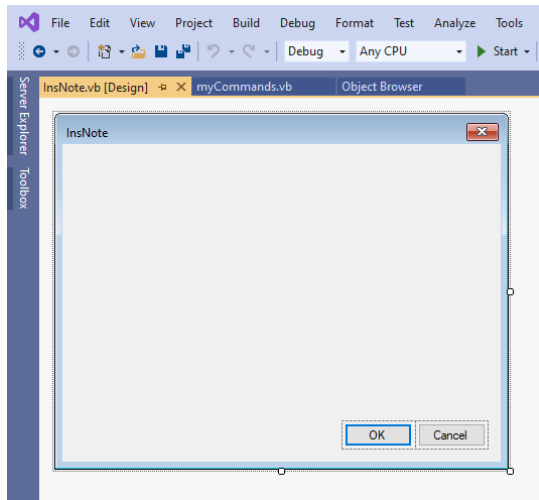 File Edit View Project Build Debug Format Test Analyze Tools
Debug Any CPU Start
InsNote.vb [Design] myCommands.vb Object Browser
Server Explorer
Toolbox
InsNote
OK Cancel